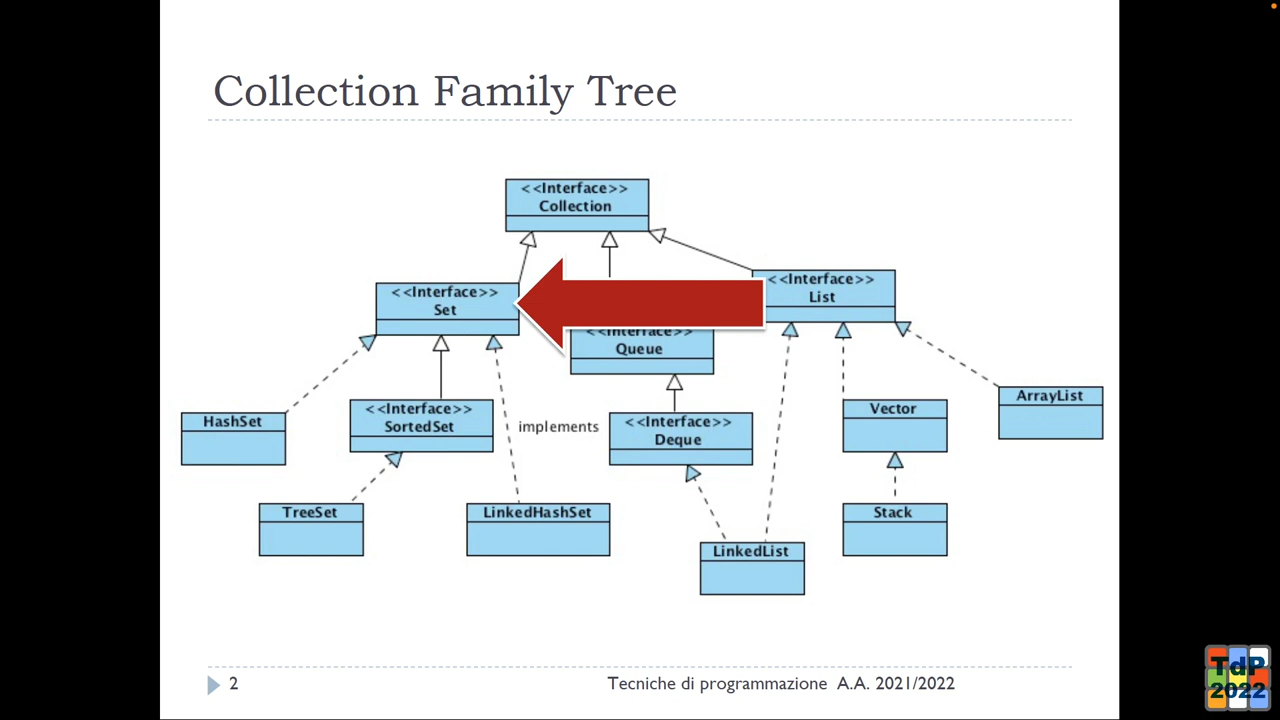 Collection Family Tree
<<Interface>>
Collection
<<Interface>>
Set
<<Interface>>
List
<<Interface>>
Queue
HashSet
<<Interface>>
SortedSet
implements
<<Interface>>
Deque
Vector
ArrayList
TreeSet
LinkedHashSet
LinkedList
Stack
2
Tecniche di programmazione A.A. 2021/2022
TdP
2022